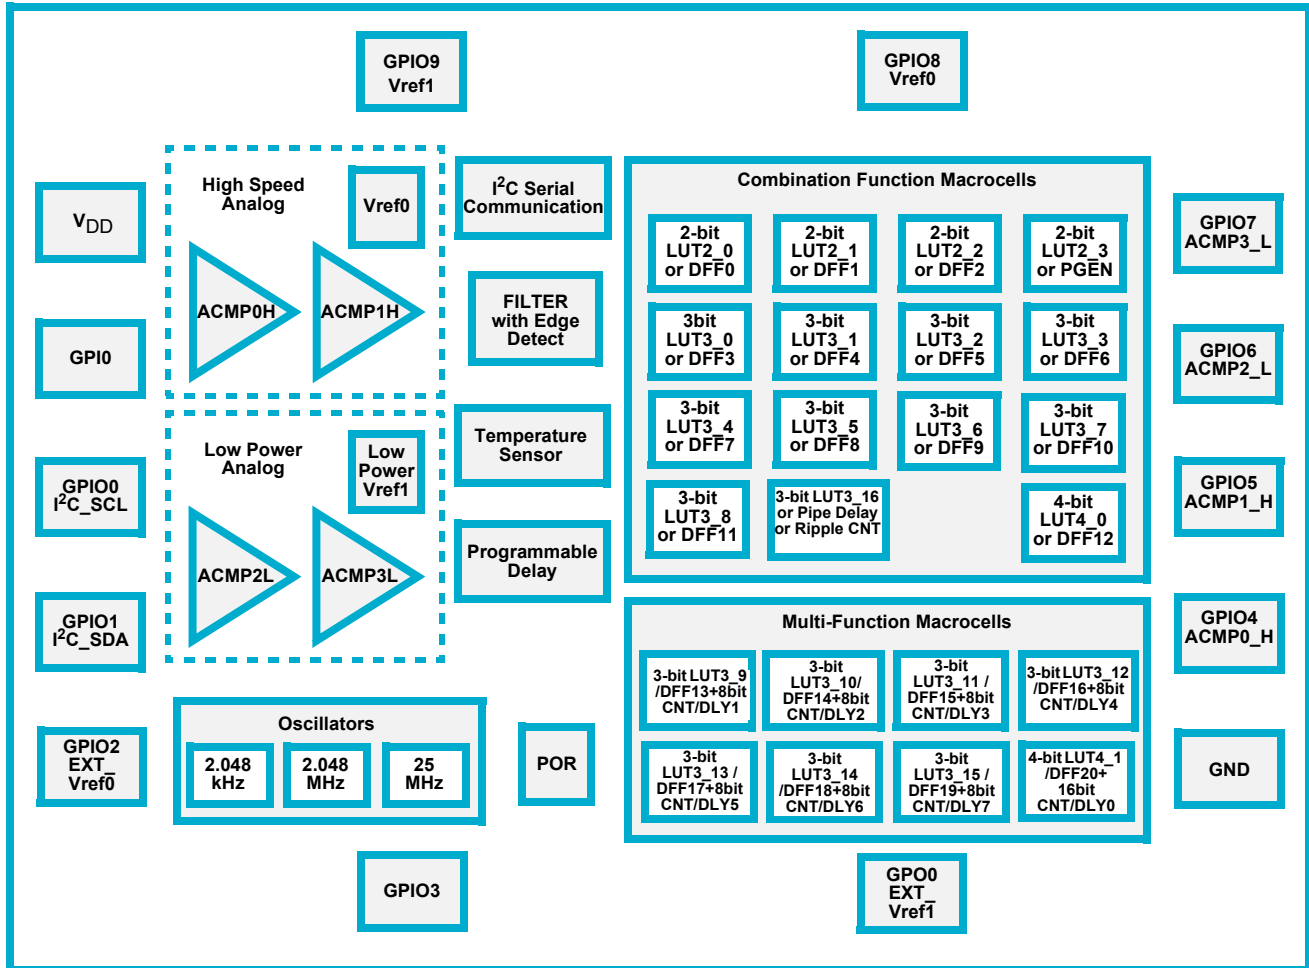 GPIO9
Vref1
GPIO8
Vref0
High Speed
Analog
Vref0
ACMP0H
ACMP1H
I2C Serial
Communication
FILTER
with Edge
Detect
Combination Function Macrocells
2-bit
LUT2_0
or DFF0
2-bit
LUT2_1
or DFF1
2-bit
LUT2_2
or DFF2
2-bit
LUT2_3
or PGEN
3bit
LUT3_0
or DFF3
3-bit
LUT3_1
or DFF4
3-bit
LUT3_2
or DFF5
3-bit
LUT3_3
or DFF6
3-bit
LUT3_4
or DFF7
3-bit
LUT3_5
or DFF8
3-bit
LUT3_6
or DFF9
3-bit
LUT3_7
or DFF10
3-bit
LUT3_8
or DFF11
3-bit LUT3_16
or Pipe Delay
or Ripple CNT
4-bit
LUT4_0
or DFF12
VDD
GPI0
GPIO0
I2C_SCL
GPIO1
I2C_SDA
GPIO2
EXT_
Vref0
Low Power
Analog
Low
Power
Vref1
ACMP2L
ACMP3L
Temperature
Sensor
Programmable
Delay
Oscillators
2.048
kHz
2.048
MHz
25
MHz
POR
Multi-Function Macrocells
3-bit LUT3_9
/DFF13+8bit
CNT/DLY1
3-bit
LUT3_10/
DFF14+8bit
CNT/DLY2
3-bit
LUT3_11 /
DFF15+8bit
CNT/DLY3
3-bit LUT3_12
/DFF16+8bit
CNT/DLY4
3-bit
LUT3_13 /
DFF17+8bit
CNT/DLY5
3-bit
LUT3_14
/DFF18+8bit
CNT/DLY6
3-bit
LUT3_15 /
DFF19+8bit
CNT/DLY7
4-bit LUT4_1
/DFF20+
16bit
CNT/DLY0
GPIO7
ACMP3_L
GPIO6
ACMP2_L
GPIO5
ACMP1_H
GPIO4
ACMP0_H
GND
GPIO3
GPO0
EXT_
Vref1